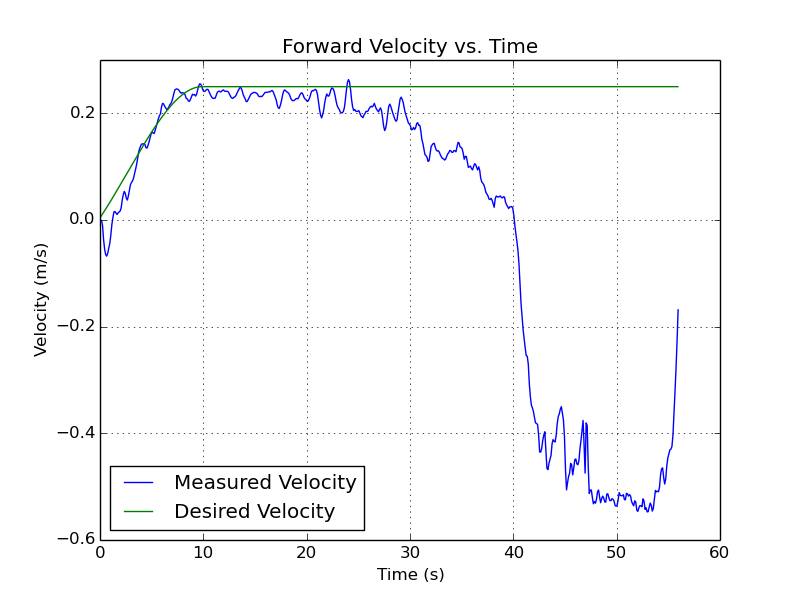 Forward Velocity vs. Time
Velocity (m/s)
0.2
0.0
−0.2
−0.4
−0.6
Measured Velocity
Desired Velocity
0 10 20 30 40 50 60
Time (s)